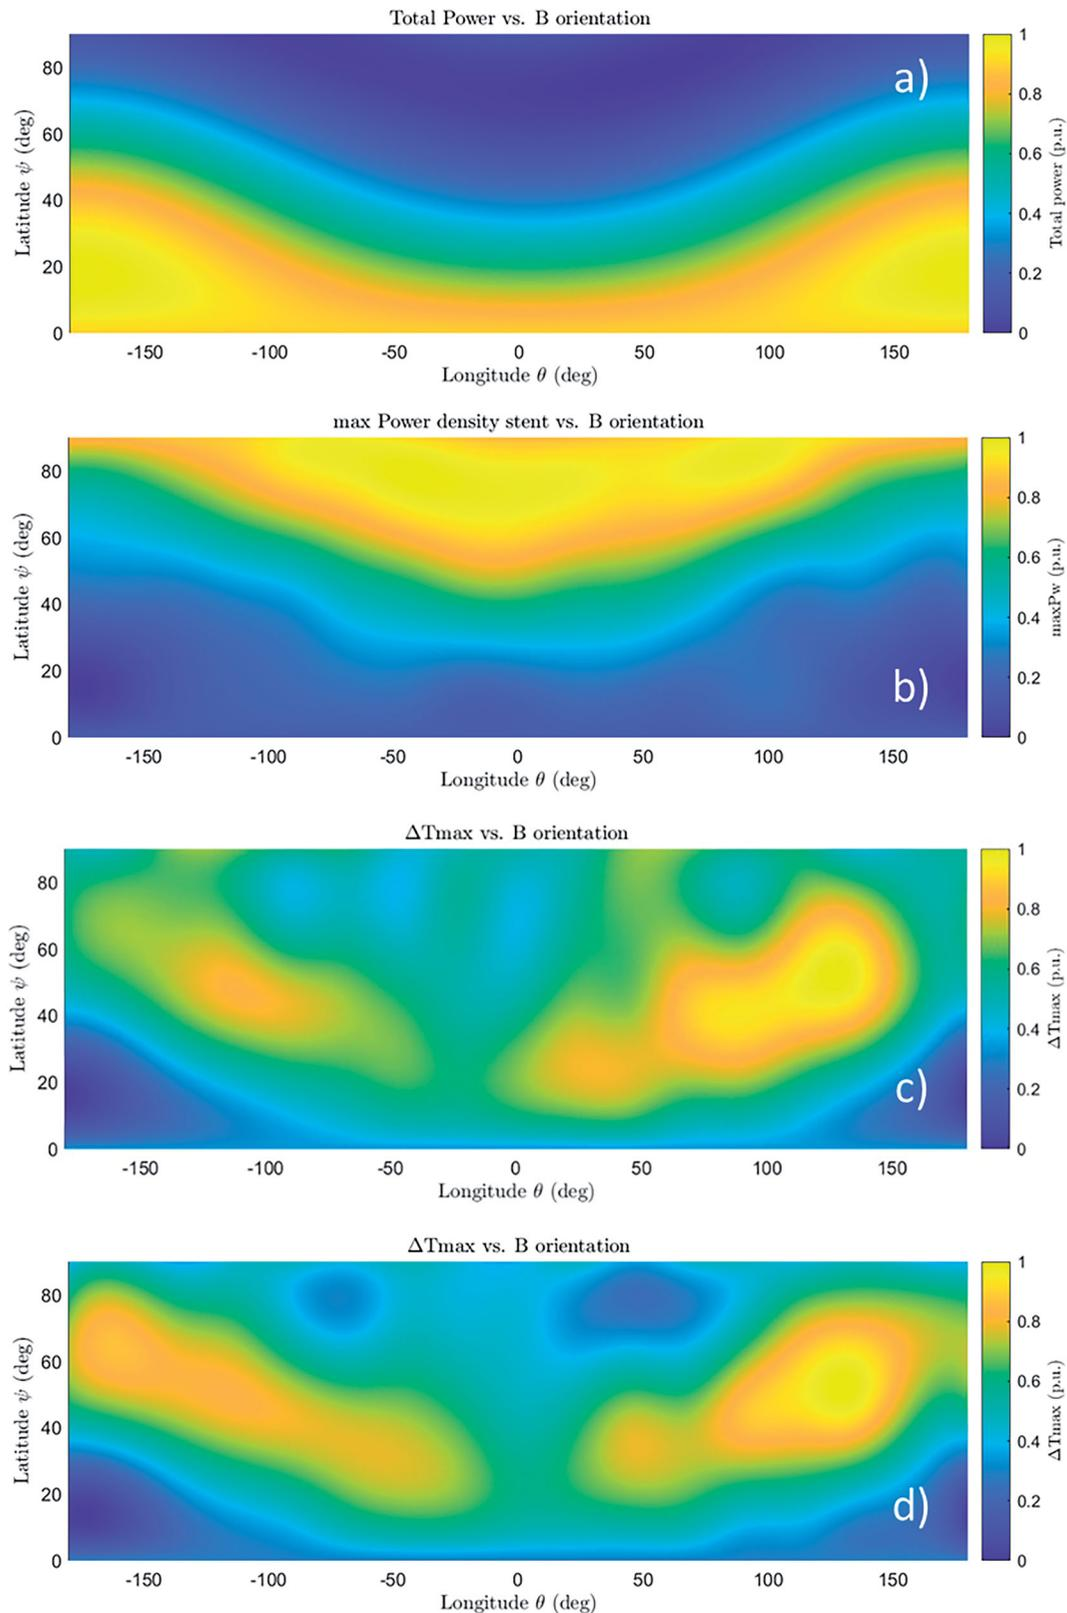 Total Power vs. B orientation
a)
80
60
40
20
0
Latitude ψ (deg)
-150 -100 -50 0 50 100 150
Longitude θ (deg)
1
0.8
0.6
0.4
0.2
0
Total power (p.u.)
max Power density stent vs. B orientation
b)
80
60
40
20
0
Latitude ψ (deg)
-150 -100 -50 0 50 100 150
Longitude θ (deg)
1
0.8
0.6
0.4
0.2
0
maxPw (p.u.)
ΔTmax vs. B orientation
c)
80
60
40
20
0
Latitude ψ (deg)
-150 -100 -50 0 50 100 150
Longitude θ (deg)
1
0.8
0.6
0.4
0.2
0
ΔTmax (p.u.)
ΔTmax vs. B orientation
d)
80
60
40
20
0
Latitude ψ (deg)
-150 -100 -50 0 50 100 150
Longitude θ (deg)
1
0.8
0.6
0.4
0.2
0
ΔTmax (p.u.)